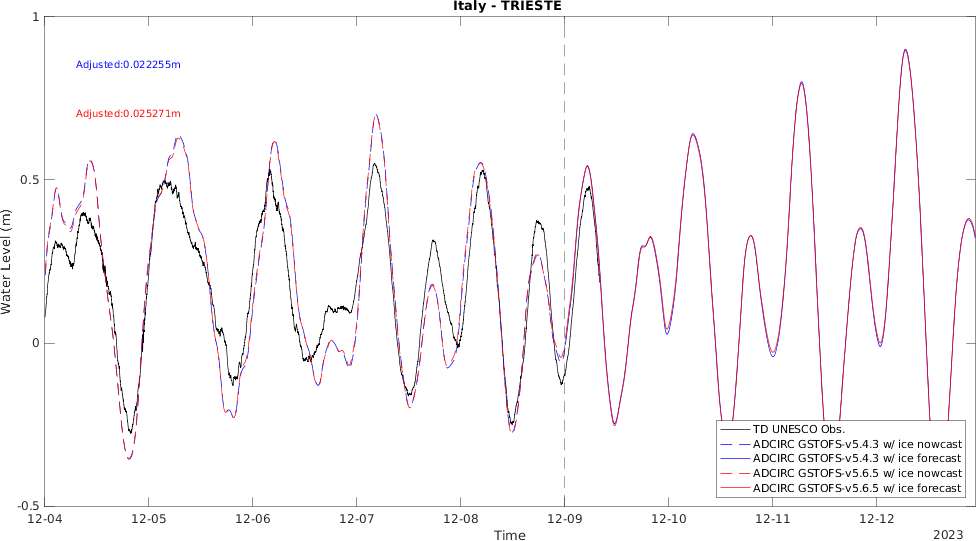 Italy - TRIESTE
Adjusted:0.022255m
Adjusted:0.025271m
Water Level (m)
1
0.5
0
-0.5
12-04
12-05
12-06
12-07
12-08
12-09
12-10
12-11
12-12
Time
2023
TD UNESCO Obs.
ADCIRC GSTOFS-v5.4.3 w/ ice nowcast
ADCIRC GSTOFS-v5.4.3 w/ ice forecast
ADCIRC GSTOFS-v5.6.5 w/ ice nowcast
ADCIRC GSTOFS-v5.6.5 w/ ice forecast